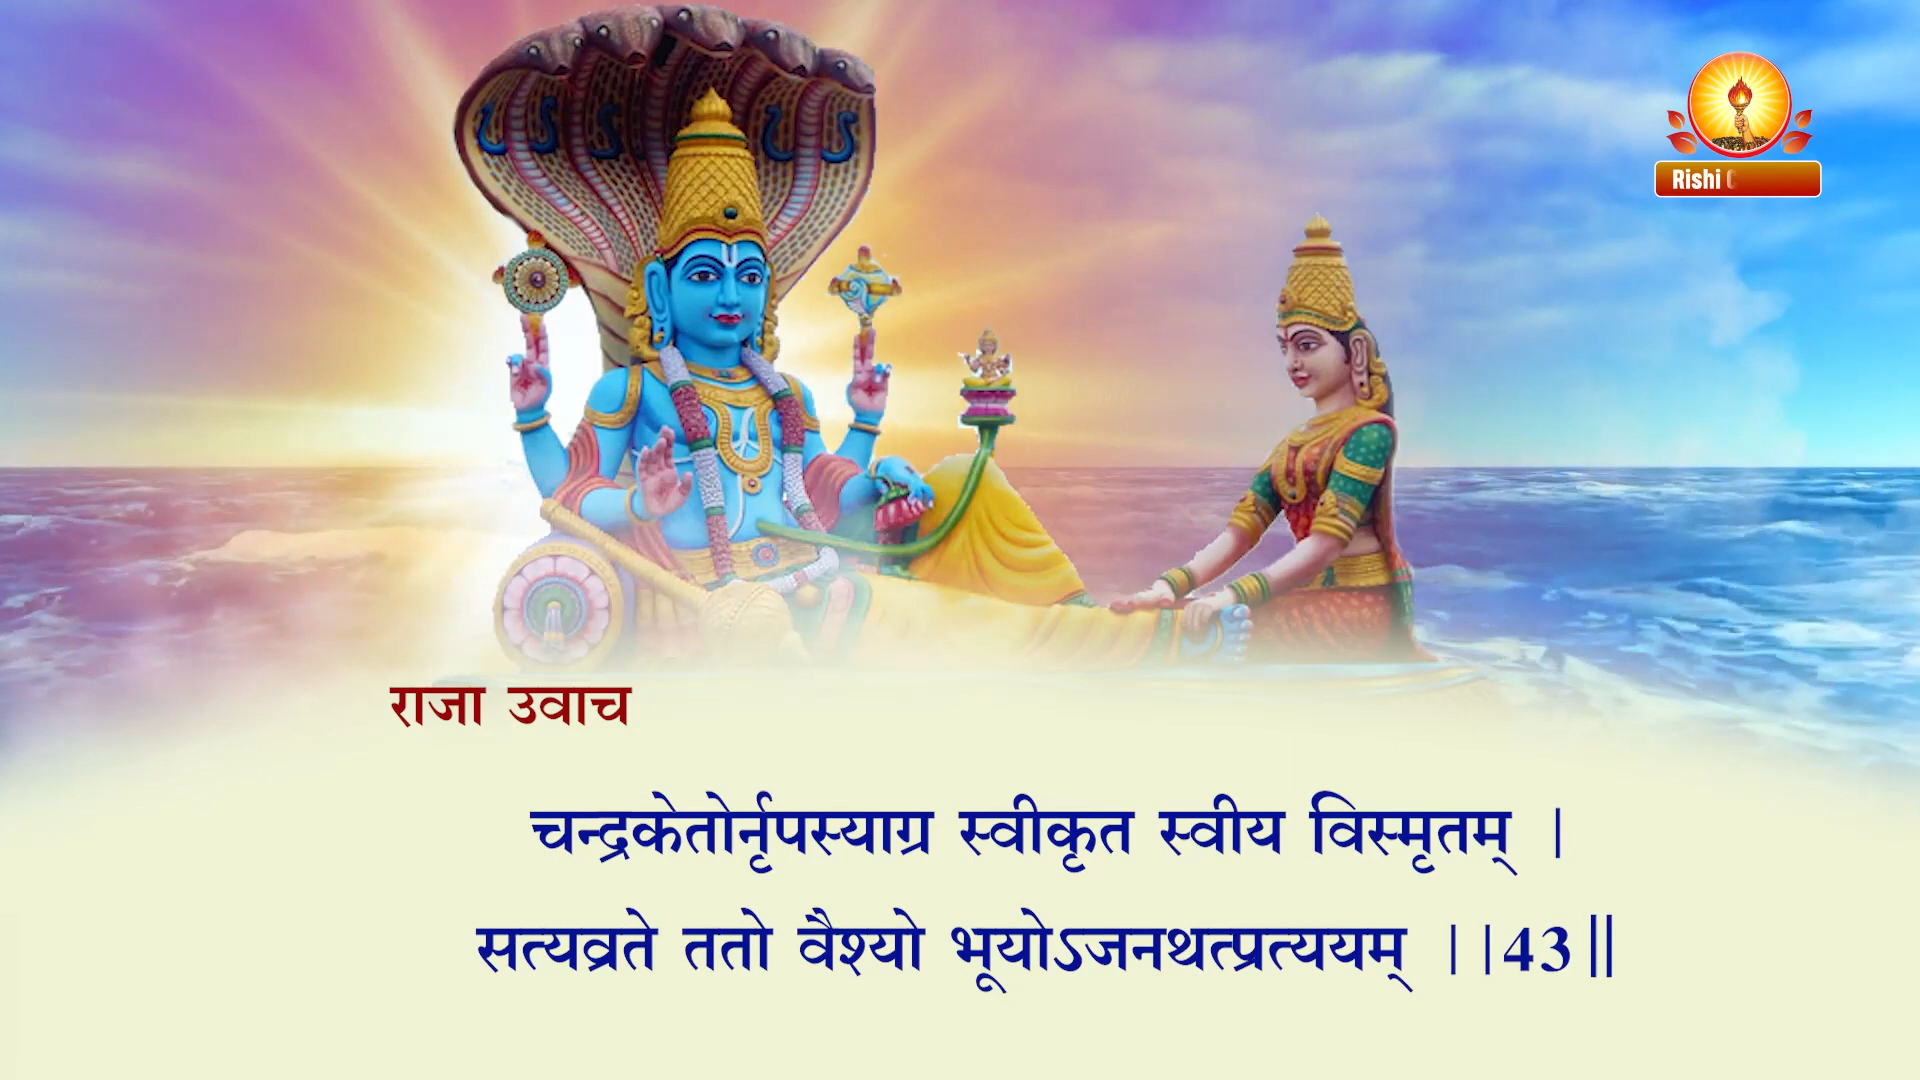 Rishi
राजा उवाच
चन्द्रकेतोर्नृपस्याग्र स्वीकृत स्वीय विस्मृतम् |
सत्यव्रते ततो वैश्यो भूयोऽजनथत्प्रत्ययम् ||43||